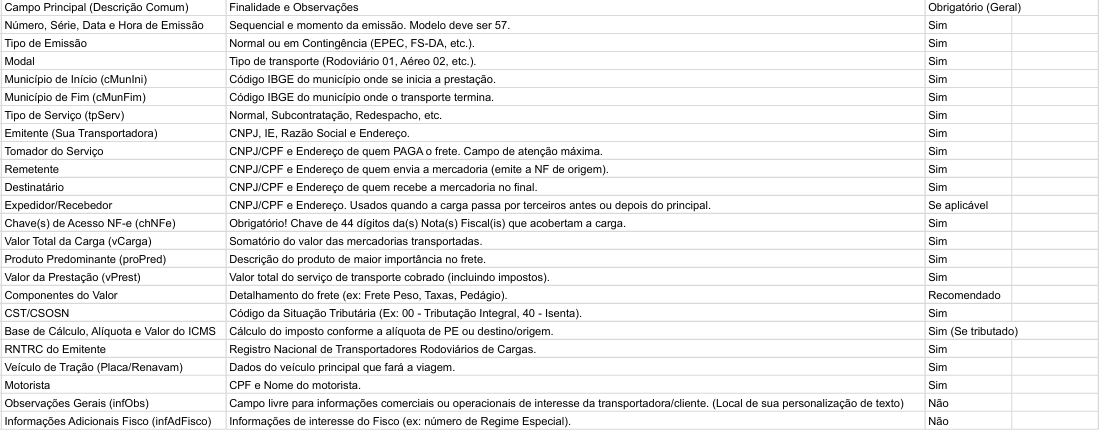 Campo Principal (Descrição Comum) Finalidade e Observações Obrigatório (Geral)
Número, Série, Data e Hora de Emissão Sequencial e momento da emissão. Modelo deve ser 57. Sim
Tipo de Emissão Normal ou em Contingência (EPEC, FS-DA, etc.). Sim
Modal Tipo de transporte (Rodoviário 01, Aéreo 02, etc.). Sim
Município de Início (cMunIni) Código IBGE do município onde se inicia a prestação. Sim
Município de Fim (cMunFim) Código IBGE do município onde o transporte termina. Sim
Tipo de Serviço (tpServ) Normal, Subcontratação, Redespacho, etc. Sim
Emitente (Sua Transportadora) CNPJ, IE, Razão Social e Endereço. Sim
Tomador do Serviço CNPJ/CPF e Endereço de quem PAGA o frete. Campo de atenção máxima. Sim
Remetente CNPJ/CPF e Endereço de quem envia a mercadoria (emite a NF de origem). Sim
Destinatário CNPJ/CPF e Endereço de quem recebe a mercadoria no final. Sim
Expedidor/Recebedor CNPJ/CPF e Endereço. Usados quando a carga passa por terceiros antes ou depois do principal. Se aplicável
Chave(s) de Acesso NF-e (chNFe) Obrigatório! Chave de 44 dígitos da(s) Nota(s) Fiscal(is) que acobertam a carga. Sim
Valor Total da Carga (vCarga) Somatório do valor das mercadorias transportadas. Sim
Produto Predominante (proPred) Descrição do produto de maior importância no frete. Sim
Valor da Prestação (vPrest) Valor total do serviço de transporte cobrado (incluindo impostos). Sim
Componentes do Valor Detalhamento do frete (ex: Frete Peso, Taxas, Pedágio). Recomendado
CST/CSOSN Código da Situação Tributária (Ex: 00 - Tributação Integral, 40 - Isenta). Sim
Base de Cálculo, Alíquota e Valor do ICMS Cálculo do imposto conforme a alíquota de PE ou destino/origem. Sim (Se tributado)
RNTRC do Emitente Registro Nacional de Transportadores Rodoviários de Cargas. Sim
Veículo de Tração (Placa/Renavam) Dados do veículo principal que fará a viagem. Sim
Motorista CPF e Nome do motorista. Sim
Observações Gerais (infObs) Campo livre para informações comerciais ou operacionais de interesse da transportadora/cliente. (Local de sua personalização de texto) Não
Informações Adicionais Fisco (infAdFisco) Informações de interesse do Fisco (ex: número de Regime Especial). Não